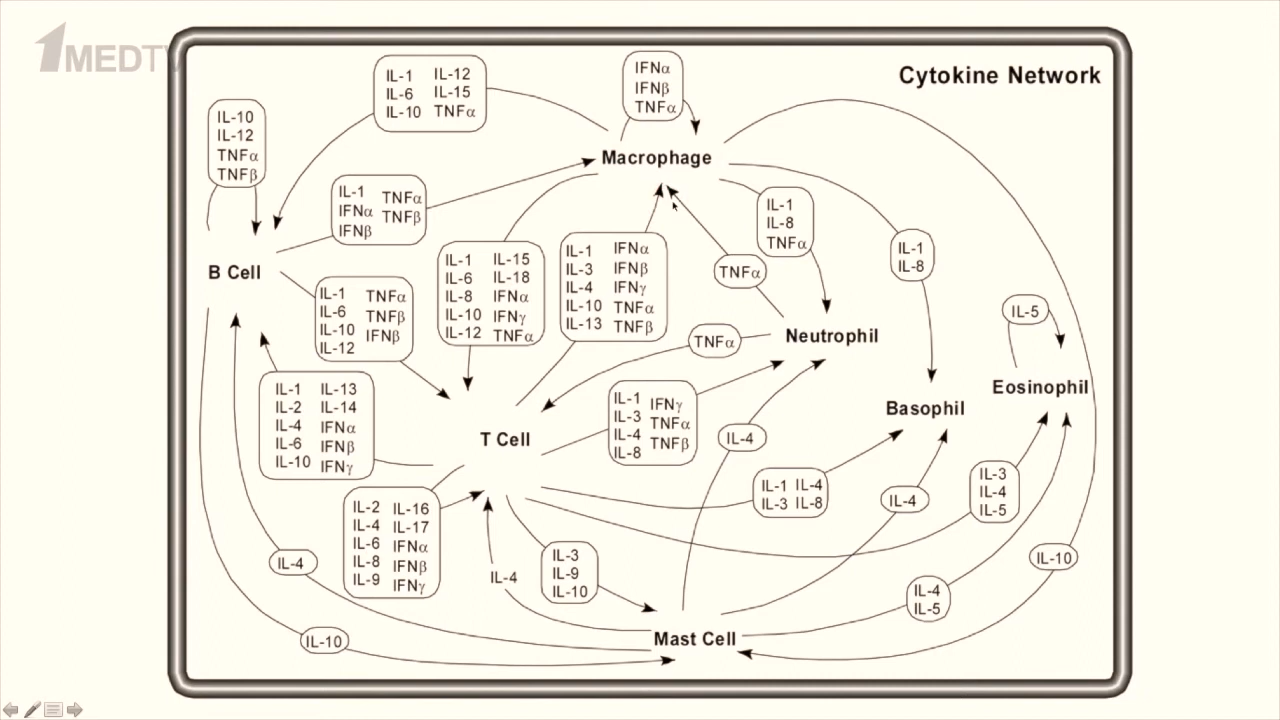 1MEDTV
Cytokine Network
IL-1 IL-12
IL-6 IL-15
IL-10 TNFα
IFNα
IFNβ
TNFα
IL-10
IL-12
TNFα
TNFβ
Macrophage
IL-1 TNFα
IFNα TNFβ
IFNβ
IL-1
IL-8
TNFα
IL-1
IL-8
B Cell
IL-1 IL-15
IL-6 IL-18
IL-8 IFNα
IL-10 IFNγ
IL-12 TNFα
IL-1 IFNα
IL-3 IFNβ
IL-4 IFNγ
IL-10 TNFα
IL-13 TNFβ
TNFα
IL-1 TNFα
IL-6 TNFβ
IL-10 IFNβ
IL-12
IL-5
Neutrophil
TNFα
Eosinophil
IL-1 IL-13
IL-2 IL-14
IL-4 IFNα
IL-6 IFNβ
IL-10 IFNγ
IL-1 IFNγ
IL-3 TNFα
IL-4 TNFβ
IL-8
Basophil
T Cell
IL-4
IL-1 IL-4
IL-3 IL-8
IL-4
IL-3
IL-4
IL-5
IL-2 IL-16
IL-4 IL-17
IL-6 IFNα
IL-8 IFNβ
IL-9 IFNγ
IL-4
IL-4
IL-3
IL-9
IL-10
IL-10
IL-4
IL-5
IL-10
Mast Cell